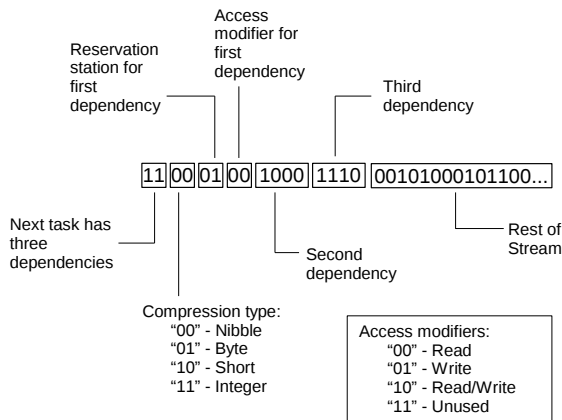 Access
modifier for
first
dependency
Reservation
station for
first
dependency
Third
dependency
11 00 01 00 1000 1110 00101000101100...
Next task has
three
dependencies
Second
dependency
Rest of
Stream
Compression type:
“00” - Nibble
“01” - Byte
“10” - Short
“11” - Integer
Access modifiers:
“00” - Read
“01” - Write
“10” - Read/Write
“11” - Unused